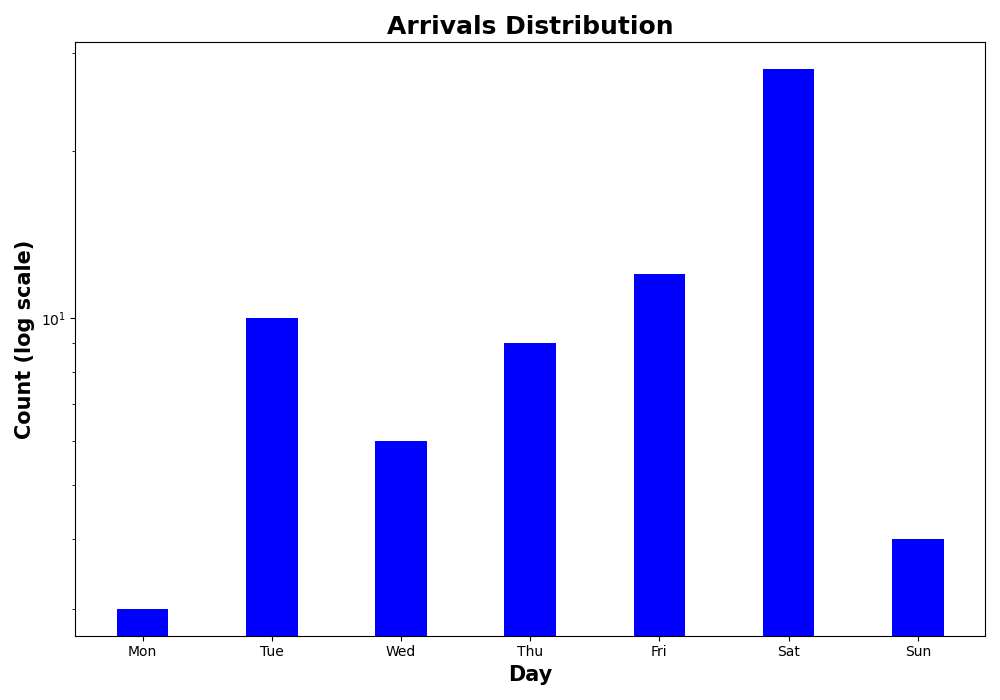 Arrivals Distribution
Count (log scale)
10¹
Mon Tue Wed Thu Fri Sat Sun
Day